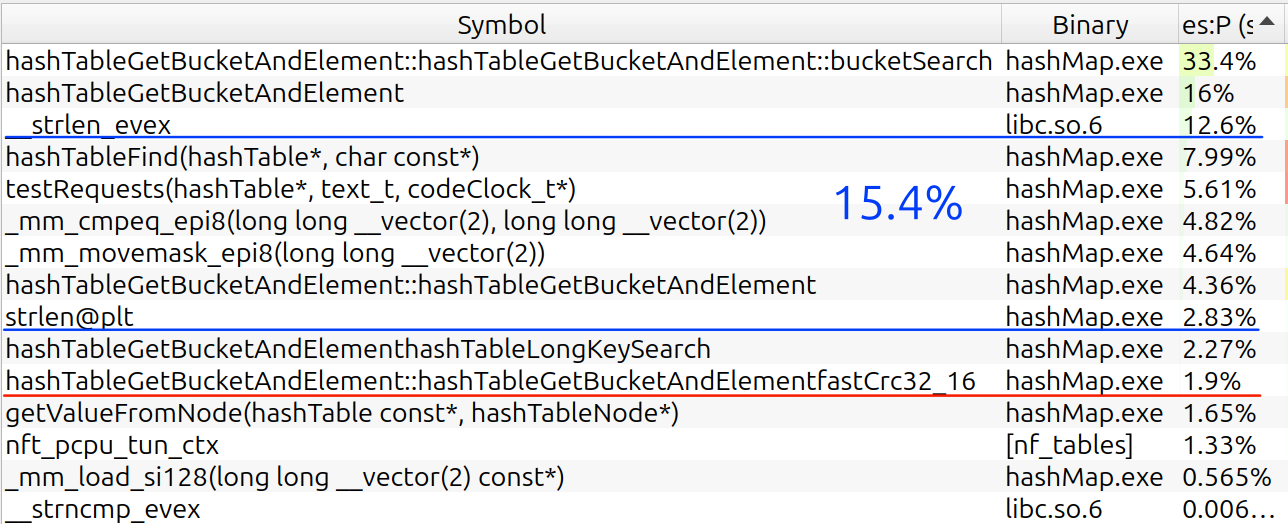 Symbol Binary es:P (s
hashTableGetBucketAndElement::hashTableGetBucketAndElement::bucketSearch hashMap.exe 33.4%
hashTableGetBucketAndElement hashMap.exe 16%
__strlen_evex libc.so.6 12.6%
hashTableFind(hashTable*, char const*) hashMap.exe 7.99%
testRequests(hashTable*, text_t, codeClock_t*) hashMap.exe 5.61%
15.4%
_mm_cmpeq_epi8(long long __vector(2), long long __vector(2)) hashMap.exe 4.82%
_mm_movemask_epi8(long long __vector(2)) hashMap.exe 4.64%
hashTableGetBucketAndElement::hashTableGetBucketAndElement hashMap.exe 4.36%
strlen@plt hashMap.exe 2.83%
hashTableGetBucketAndElementhashTableLongKeySearch hashMap.exe 2.27%
hashTableGetBucketAndElement::hashTableGetBucketAndElementfastCrc32_16 hashMap.exe 1.9%
getValueFromNode(hashTable const*, hashTableNode*) hashMap.exe 1.65%
nft_pcpu_tun_ctx [nf_tables] 1.33%
_mm_load_si128(long long __vector(2) const*) hashMap.exe 0.565%
__strncmp_evex libc.so.6 0.006...